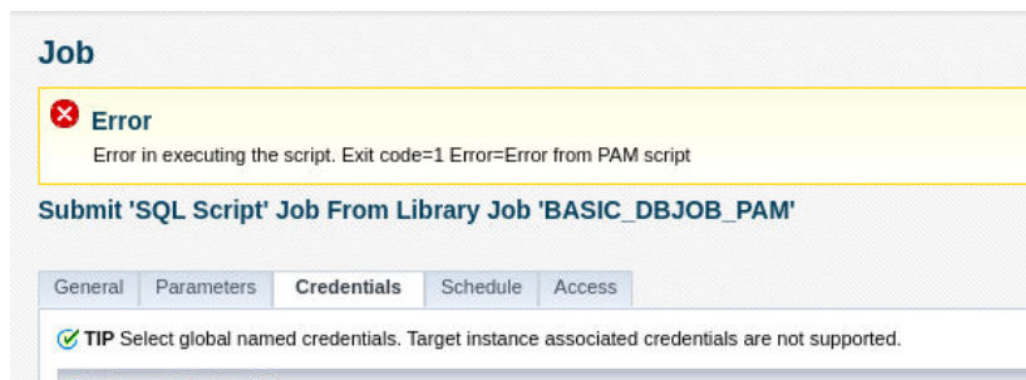 Job
Error
Error in executing the script. Exit code=1 Error=Error from PAM script
Submit 'SQL Script' Job From Library Job 'BASIC_DBJOB_PAM'
General Parameters Credentials Schedule Access
TIP Select global named credentials. Target instance associated credentials are not supported.